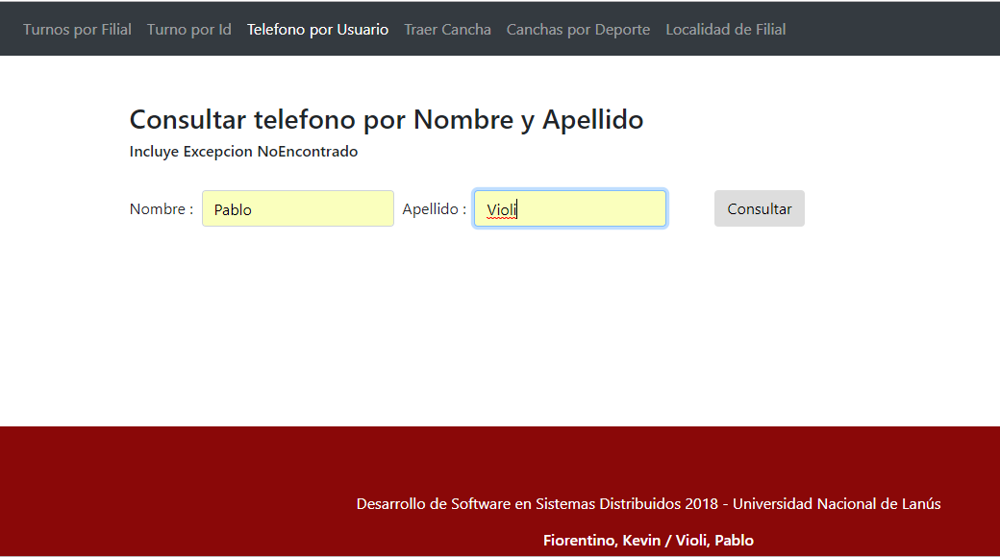 Turnos por Filial Turno por Id Telefono por Usuario Traer Cancha Canchas por Deporte Localidad de Filial
Consultar telefono por Nombre y Apellido
Incluye Excepcion NoEncontrado
Nombre : Pablo Apellido : Violi Consultar
Desarrollo de Software en Sistemas Distribuidos 2018 - Universidad Nacional de Lanús
Fiorentino, Kevin / Violi, Pablo